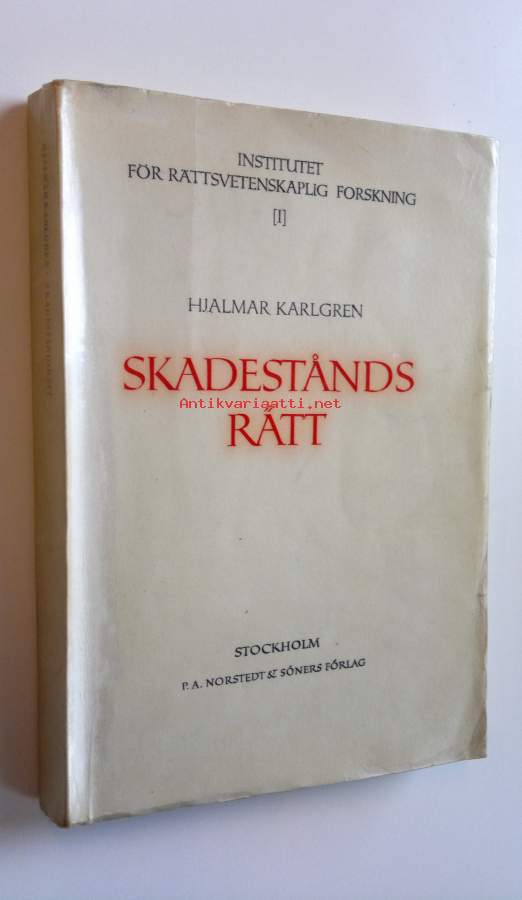 INSTITUTET
FÖR RÄTTSVETENSKAPLIG FORSKNING
[I]
HJALMAR KARLGREN
SKADESTÅNDS
Antikvariaatti.net
RÄTT
STOCKHOLM
P. A. NORSTEDT & SÖNERS FÖRLAG